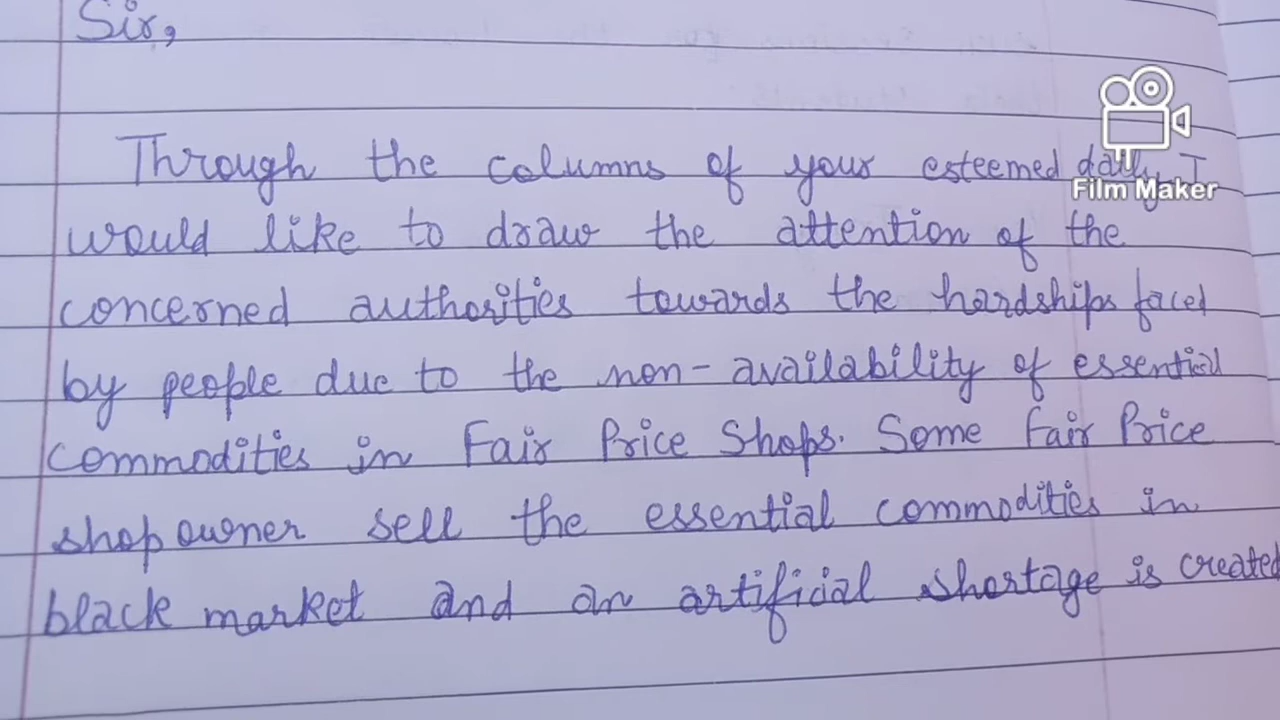 Sir,
Through the columns of your esteemed daily I
would like to draw the attention of the
concerned authorities towards the hardships faced
by people due to the non-availability of essential
commodities in Fair Price Shops. Some Fair Price
shop owner sell the essential commodities in
black market and an artificial shortage is created
Film Maker